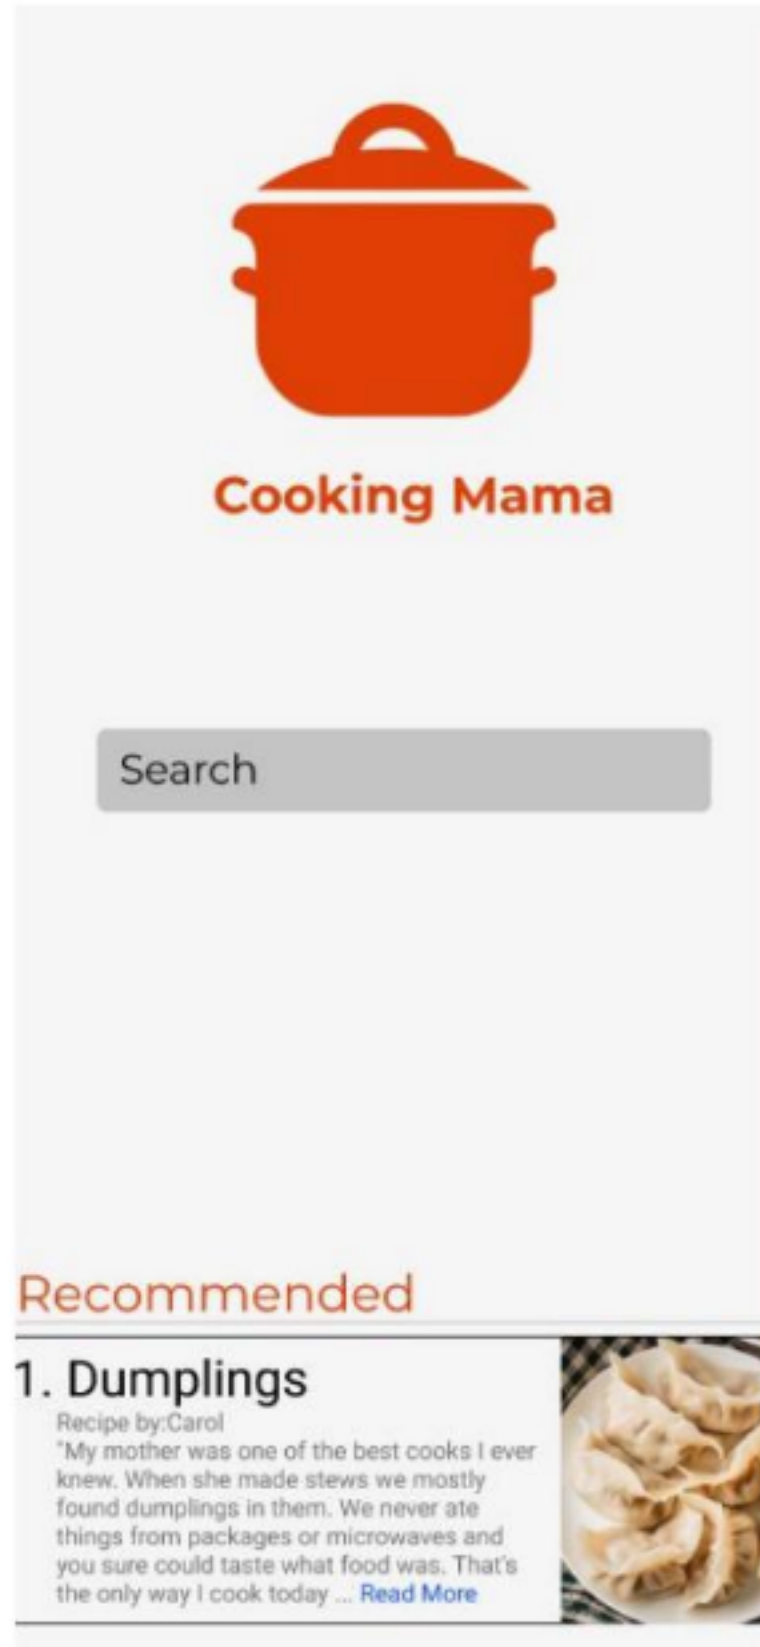 Cooking Mama
Search
Recommended
1. Dumplings
Recipe by:Carol
"My mother was one of the best cooks I ever
knew. When she made stews we mostly
found dumplings in them. We never ate
things from packages or microwaves and
you sure could taste what food was. That's
the only way I cook today ... Read More